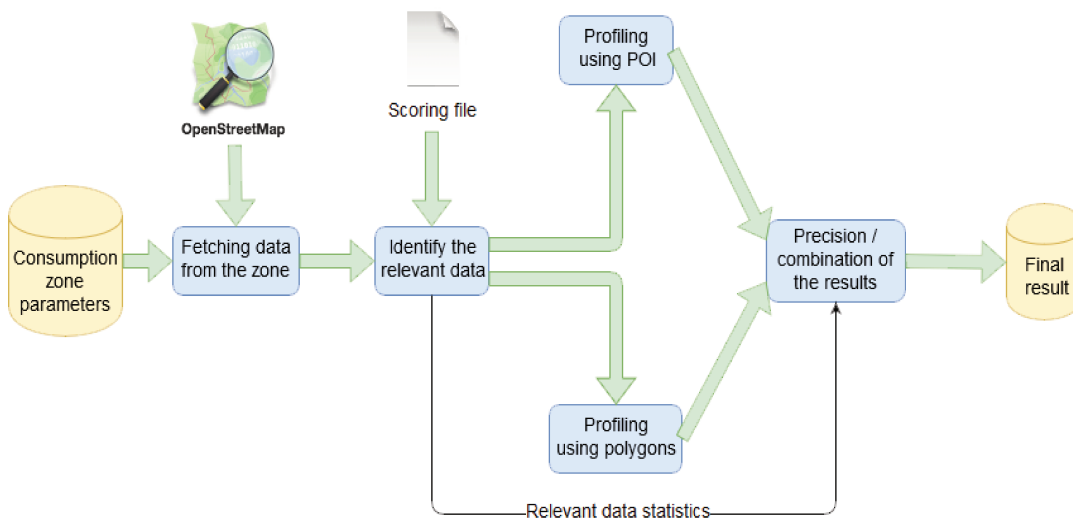 OpenStreetMap
Scoring file
Profiling
using POI
Consumption
zone
parameters
Fetching data
from the zone
Identify the
relevant data
Precision /
combination of
the results
Final
result
Profiling
using polygons
Relevant data statistics